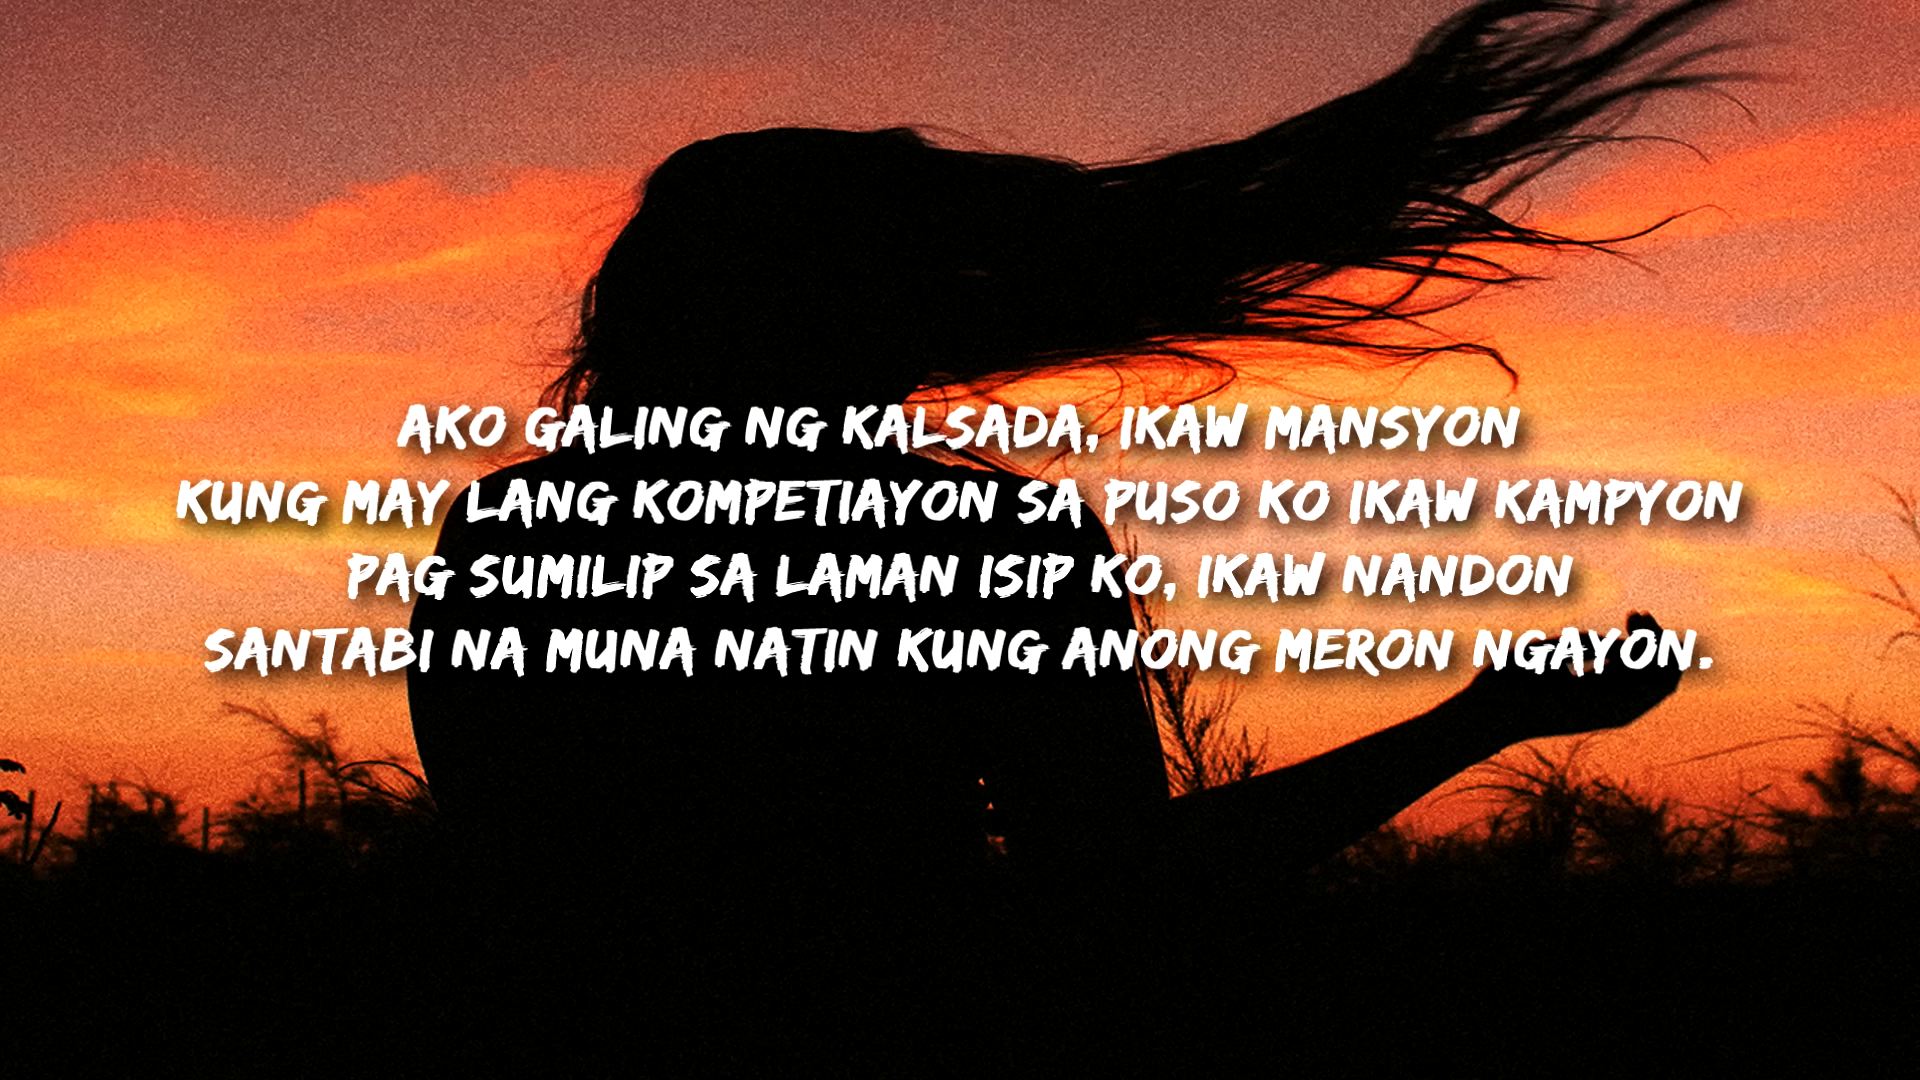 AKO GALING NG KALSADA, IKAW MANSYON
KUNG MAY LANG KOMPETIAYON SA PUSO KO IKAW KAMPYON
PAG SUMILIP SA LAMAN ISIP KO, IKAW NANDON
SANTABI NA MUNA NATIN KUNG ANONG MERON NGAYON.